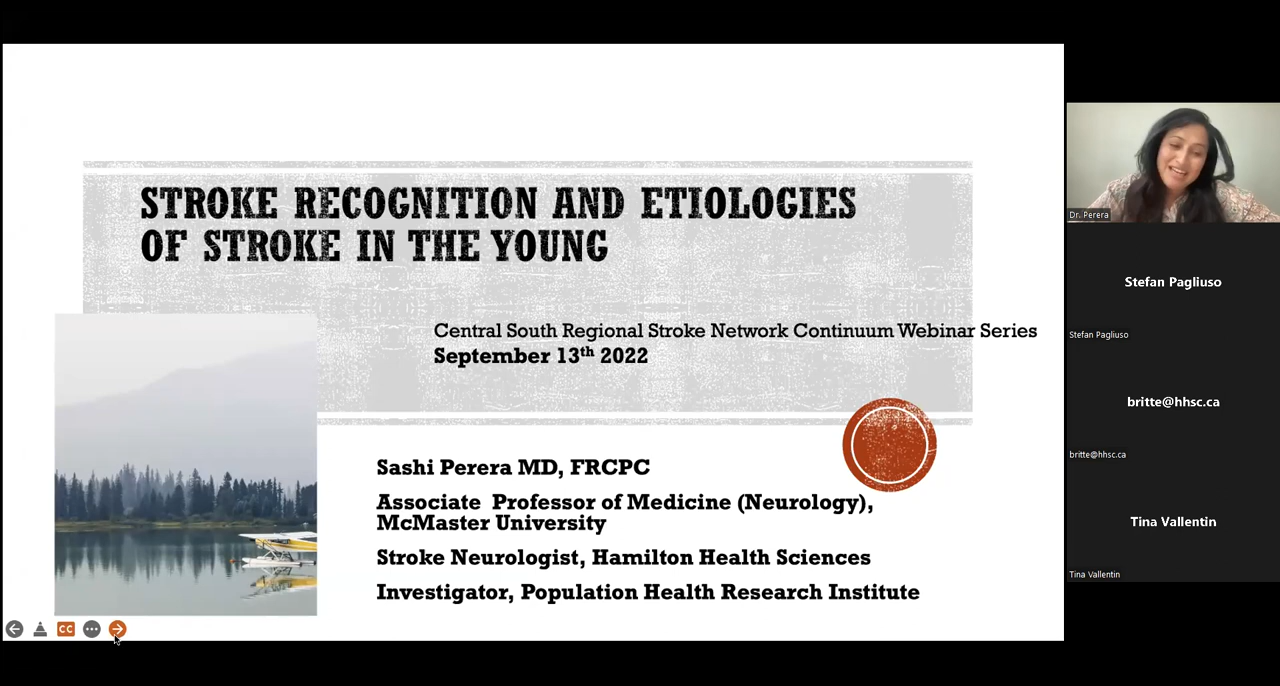 STROKE RECOGNITION AND ETIOLOGIES
OF STROKE IN THE YOUNG
Central South Regional Stroke Network Continuum Webinar Series
September 13th 2022
Sashi Perera MD, FRCPC
Associate Professor of Medicine (Neurology),
McMaster University
Stroke Neurologist, Hamilton Health Sciences
Investigator, Population Health Research Institute
CC
Dr. Perera
Stefan Pagliuso
Stefan Pagliuso
britte@hhsc.ca
britte@hhsc.ca
Tina Vallentin
Tina Vallentin